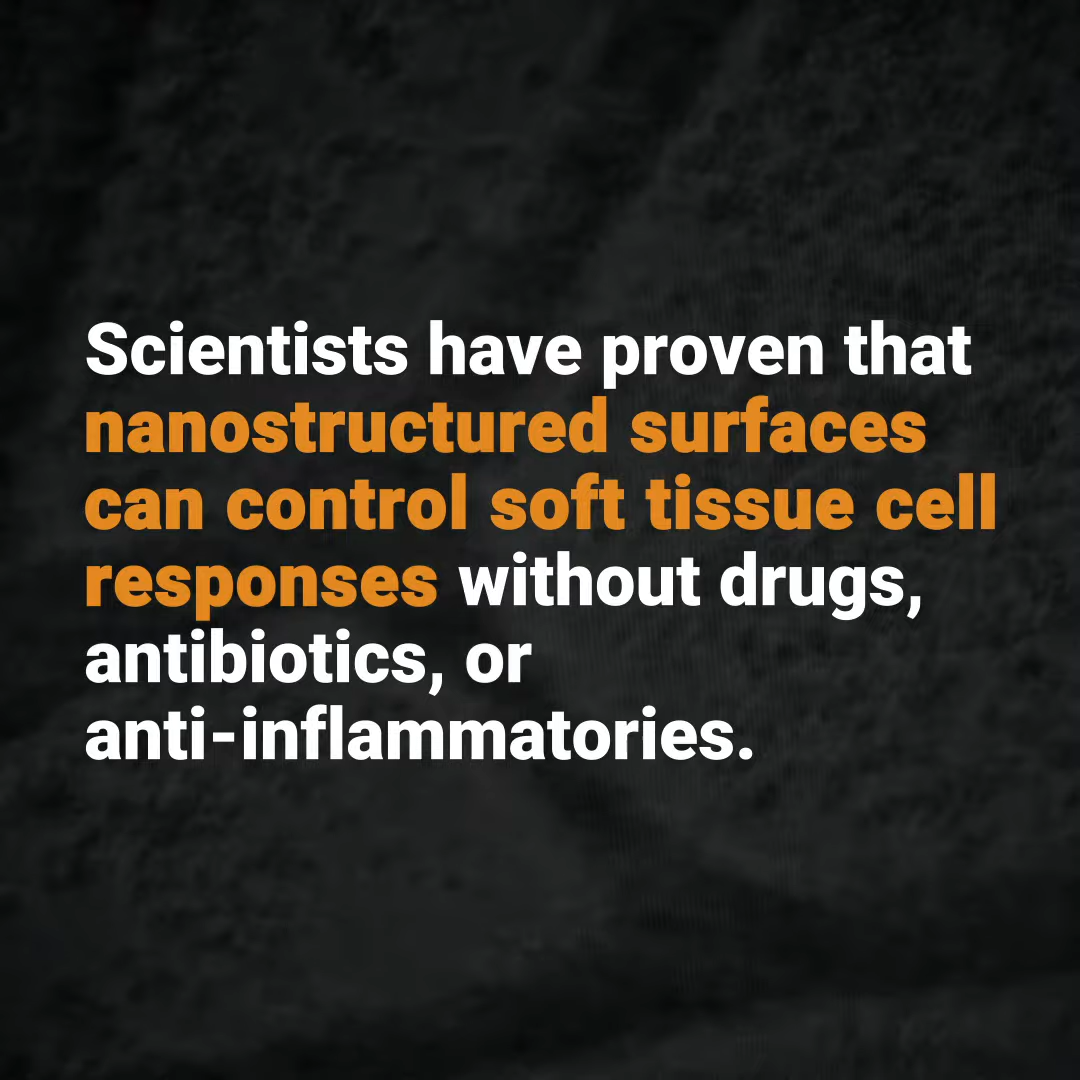 Scientists have proven that
nanostructured surfaces
can control soft tissue cell
responses without drugs,
antibiotics, or
anti-inflammatories.